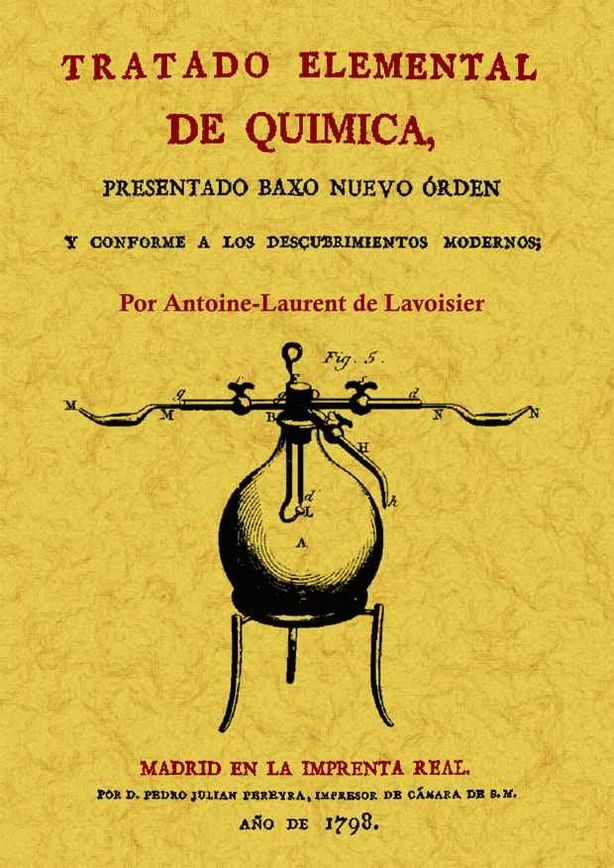 TRATADO ELEMENTAL
DE QUIMICA,
PRESENTADO BAXO NUEVO ÓRDEN
Y CONFORME A LOS DESCUBRIMIENTOS MODERNOS;
Por Antoine-Laurent de Lavoisier
Fig. 5.
M M g B d N N
H
h
d
L
A
MADRID EN LA IMPRENTA REAL.
POR D. PEDRO JULIAN PEREYRA, IMPRESOR DE CÁMARA DE S.M.
AÑO DE 1798.